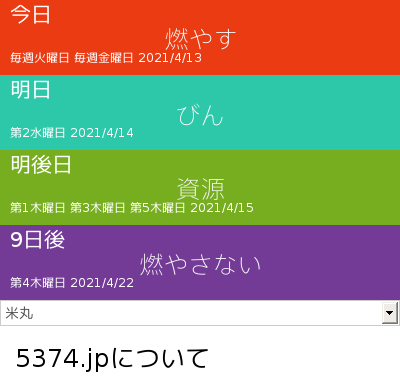 今日
燃やす
毎週火曜日 毎週金曜日 2021/4/13
明日
びん
第2水曜日 2021/4/14
明後日
資源
第1木曜日 第3木曜日 第5木曜日 2021/4/15
9日後
燃やさない
第4木曜日 2021/4/22
米丸
5374.jpについて